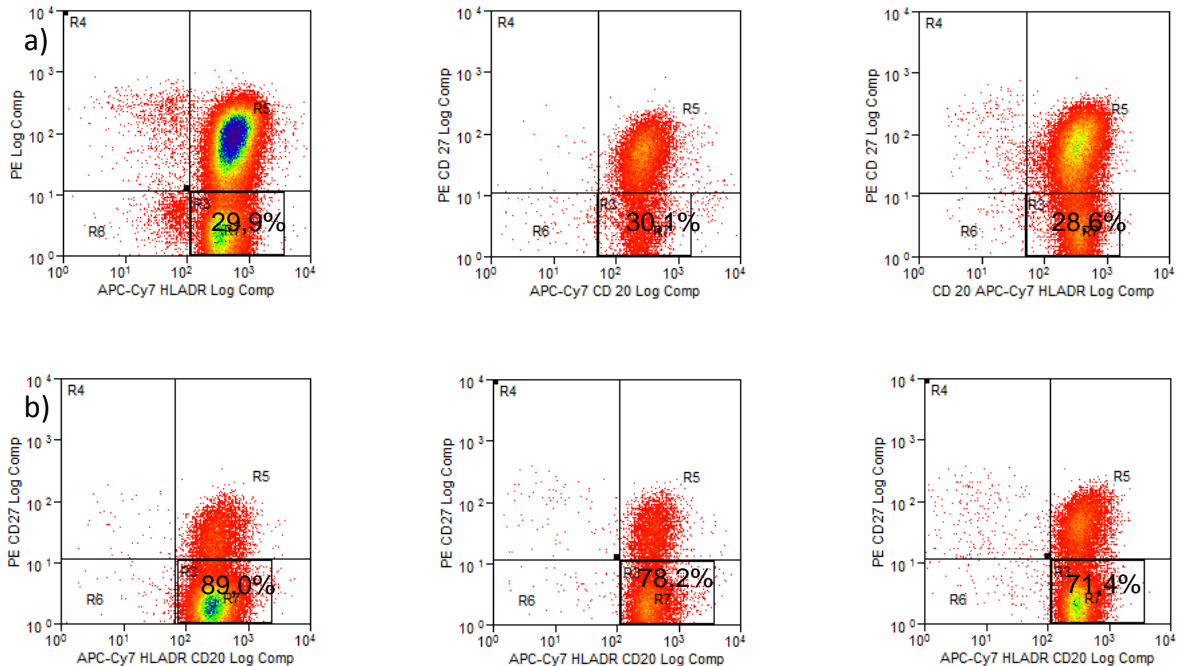 a)
10 4
R4
10 3
10 2
10 1
10 0
PE Log Comp
R5
R3
29,9%
R7
R6
10 0
10 1
10 2
10 3
10 4
APC-Cy7 HLADR Log Comp
10 4
R4
10 3
10 2
10 1
10 0
PE CD 27 Log Comp
R5
R3
30,1%
R7
R6
10 0
10 1
10 2
10 3
10 4
APC-Cy7 CD 20 Log Comp
10 4
R4
10 3
10 2
10 1
10 0
PE CD 27 Log Comp
R5
R3
28,6%
R7
R6
10 0
10 1
10 2
10 3
10 4
CD 20 APC-Cy7 HLADR Log Comp
b)
10 4
R4
10 3
10 2
10 1
10 0
PE CD27 Log Comp
R5
R3
89,0%
R7
R6
10 0
10 1
10 2
10 3
10 4
APC-Cy7 HLADR CD20 Log Comp
10 4
R4
10 3
10 2
10 1
10 0
PE CD27 Log Comp
R5
R3
78,2%
R7
R6
10 0
10 1
10 2
10 3
10 4
APC-Cy7 HLADR CD20 Log Comp
10 4
R4
10 3
10 2
10 1
10 0
PE CD27 Log Comp
R5
R3
71,4%
R7
R6
10 0
10 1
10 2
10 3
10 4
APC-Cy7 HLADR CD20 Log Comp